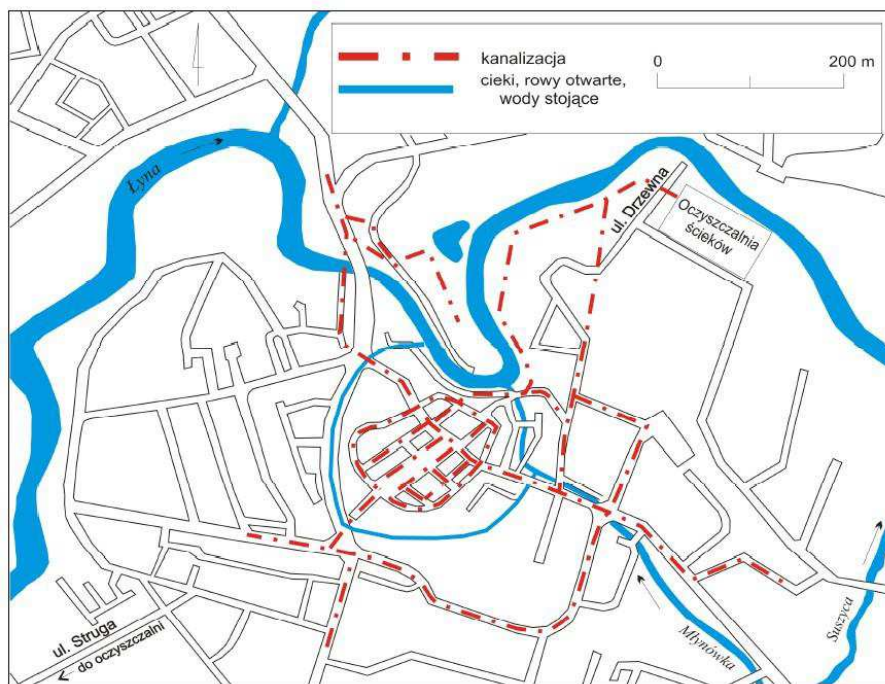 kanalizacja
cieki, rowy otwarte,
wody stojące
0 200 m
Łyna
ul. Drzewna
Oczyszczalnia
ścieków
ul. Struga
do oczyszczalni
Młynówka
Suszyca